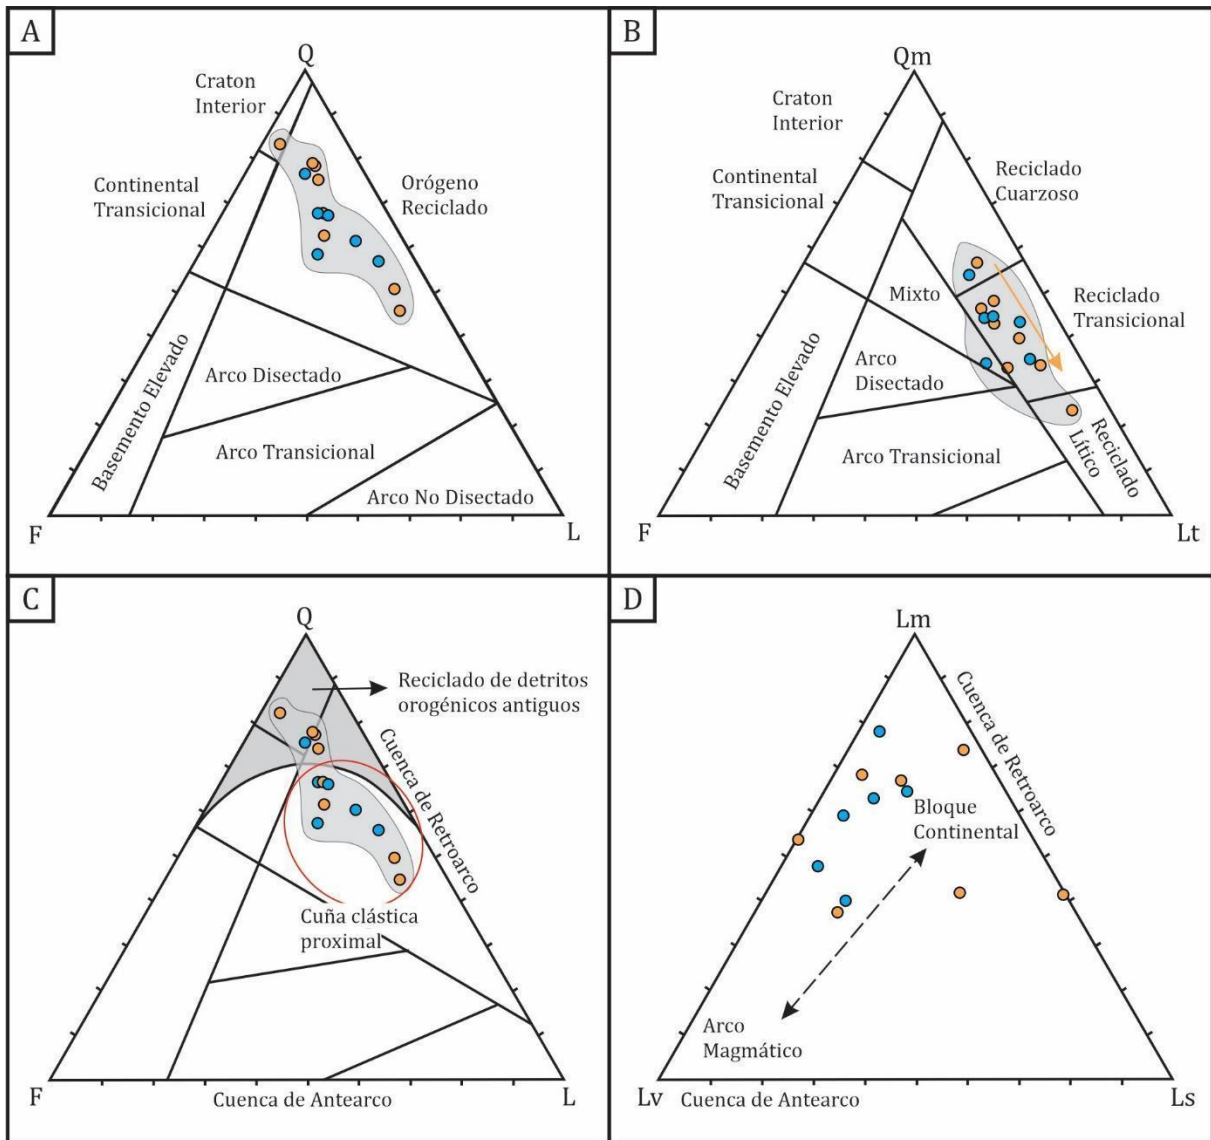 A
Q
Craton
Interior
Continental
Transicional
Orógeno
Reciclado
Basemento Elevado
Arco Disectado
Arco Transicional
Arco No Disectado
F
L
B
Qm
Craton
Interior
Reciclado
Cuarzoso
Continental
Transicional
Mixto
Reciclado
Transicional
Basemento Elevado
Arco
Disectado
Arco Transicional
Reciclado
Lítico
F
Lt
C
Q
Reciclado de detritos
orogénicos antiguos
Cuenca de Retroarco
Cuña clástica
proximal
F
L
Cuenca de Antearco
D
Lm
Cuenca de Retroarco
Bloque
Continental
Arco
Magmático
Lv
Cuenca de Antearco
Ls